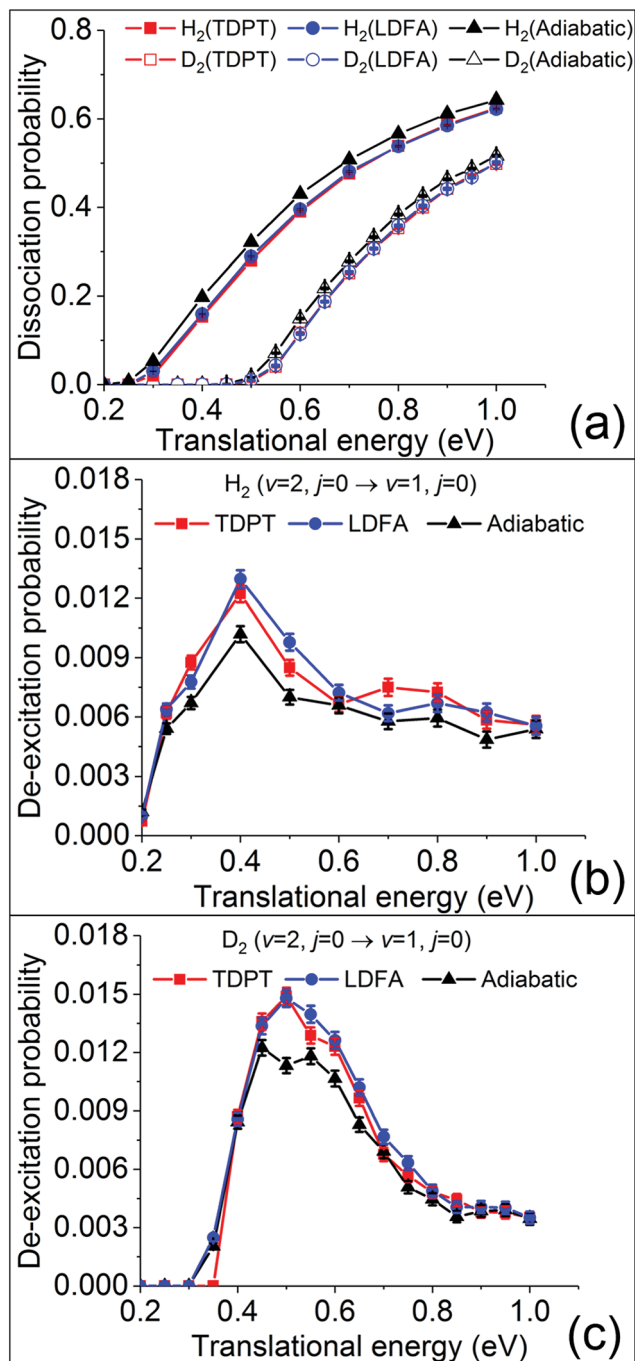 H₂(TDPT) H₂(LDFA) H₂(Adiabatic)
D₂(TDPT) D₂(LDFA) D₂(Adiabatic)
Dissociation probability
0.8
0.6
0.4
0.2
0.0
0.2 0.4 0.6 0.8 1.0
Translational energy (eV)
(a)
H₂ (v=2, j=0 → v=1, j=0)
TDPT LDFA Adiabatic
De-excitation probability
0.018
0.015
0.012
0.009
0.006
0.003
0.000
0.2 0.4 0.6 0.8 1.0
Translational energy (eV)
(b)
D₂ (v=2, j=0 → v=1, j=0)
TDPT LDFA Adiabatic
De-excitation probability
0.018
0.015
0.012
0.009
0.006
0.003
0.000
0.2 0.4 0.6 0.8 1.0
Translational energy (eV)
(c)